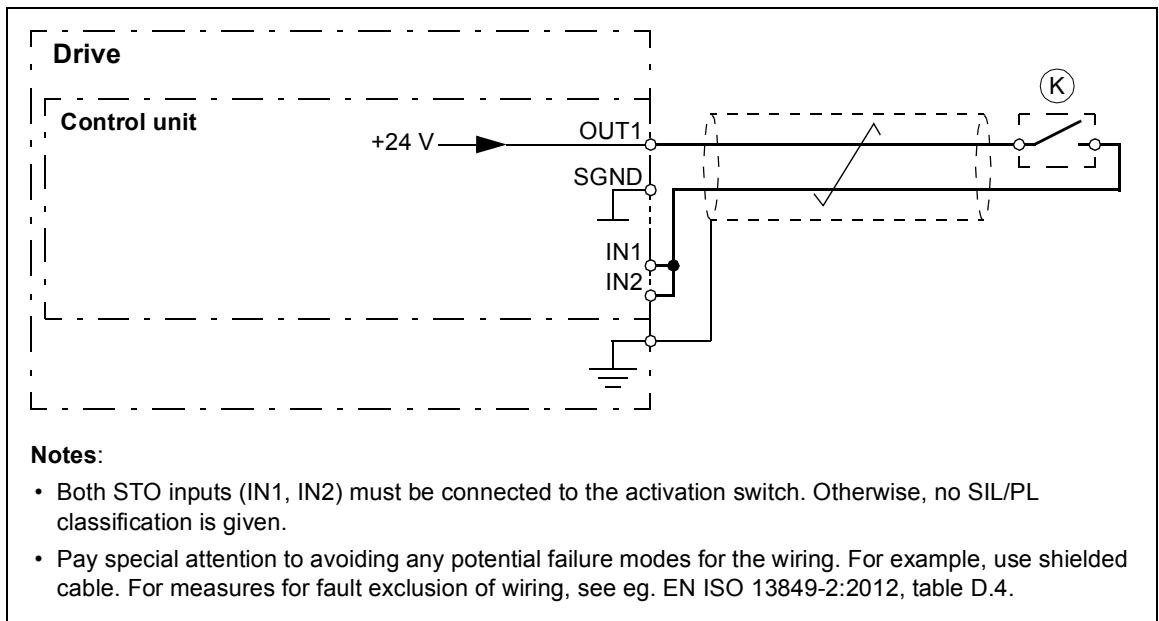 Drive
Control unit
+24 V
OUT1
K
SGND
IN1
IN2
Notes:
• Both STO inputs (IN1, IN2) must be connected to the activation switch. Otherwise, no SIL/PL
classification is given.
• Pay special attention to avoiding any potential failure modes for the wiring. For example, use shielded
cable. For measures for fault exclusion of wiring, see eg. EN ISO 13849-2:2012, table D.4.